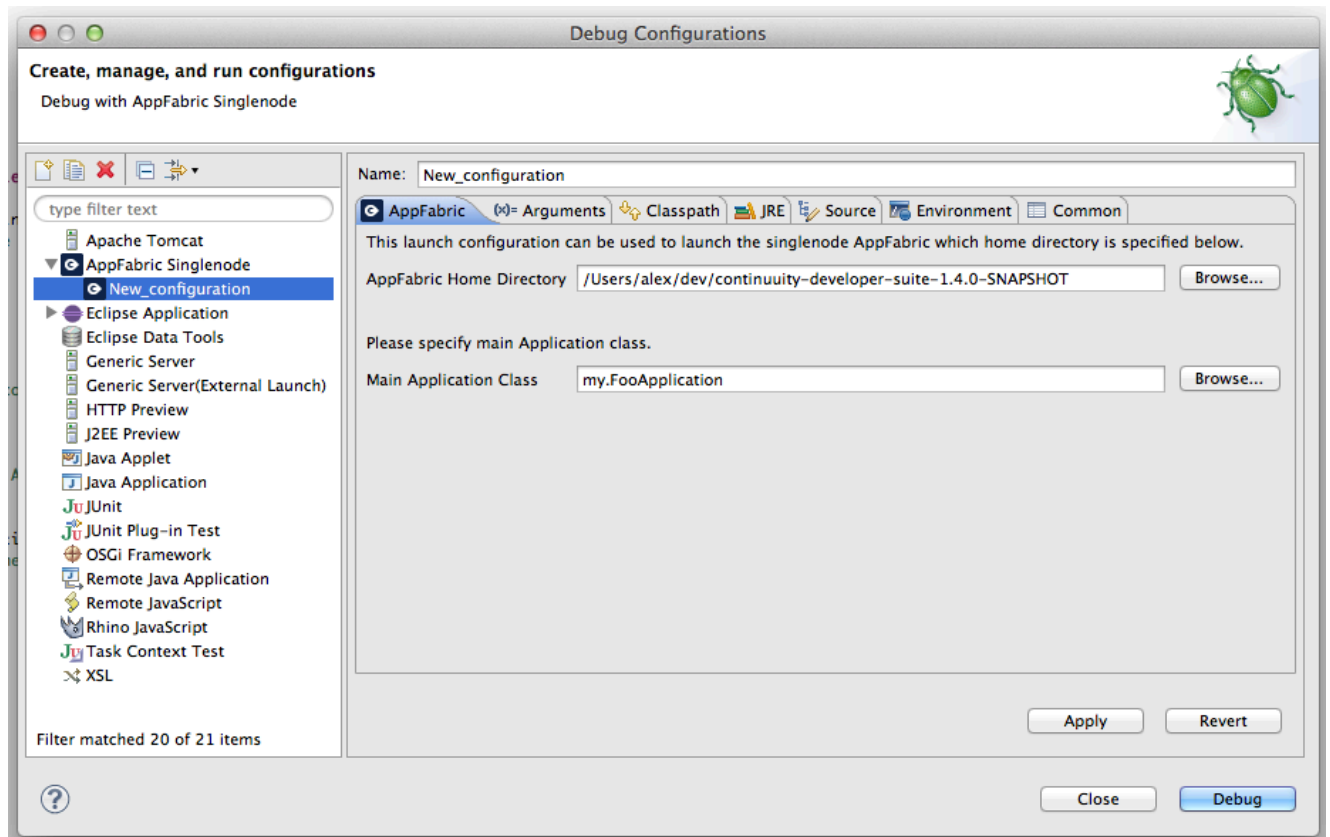 Debug Configurations
Create, manage, and run configurations
Debug with AppFabric Singlenode
type filter text
Apache Tomcat
AppFabric Singlenode
New_configuration
Eclipse Application
Eclipse Data Tools
Generic Server
Generic Server(External Launch)
HTTP Preview
J2EE Preview
Java Applet
Java Application
JUnit
JUnit Plug-in Test
OSGi Framework
Remote Java Application
Remote JavaScript
Rhino JavaScript
Task Context Test
XSL
Filter matched 20 of 21 items
Name: New_configuration
AppFabric (x)= Arguments Classpath JRE Source Environment Common
This launch configuration can be used to launch the singlenode AppFabric which home directory is specified below.
AppFabric Home Directory /Users/alex/dev/continuuity-developer-suite-1.4.0-SNAPSHOT Browse...
Please specify main Application class.
Main Application Class my.FooApplication Browse...
Apply Revert
? Close Debug